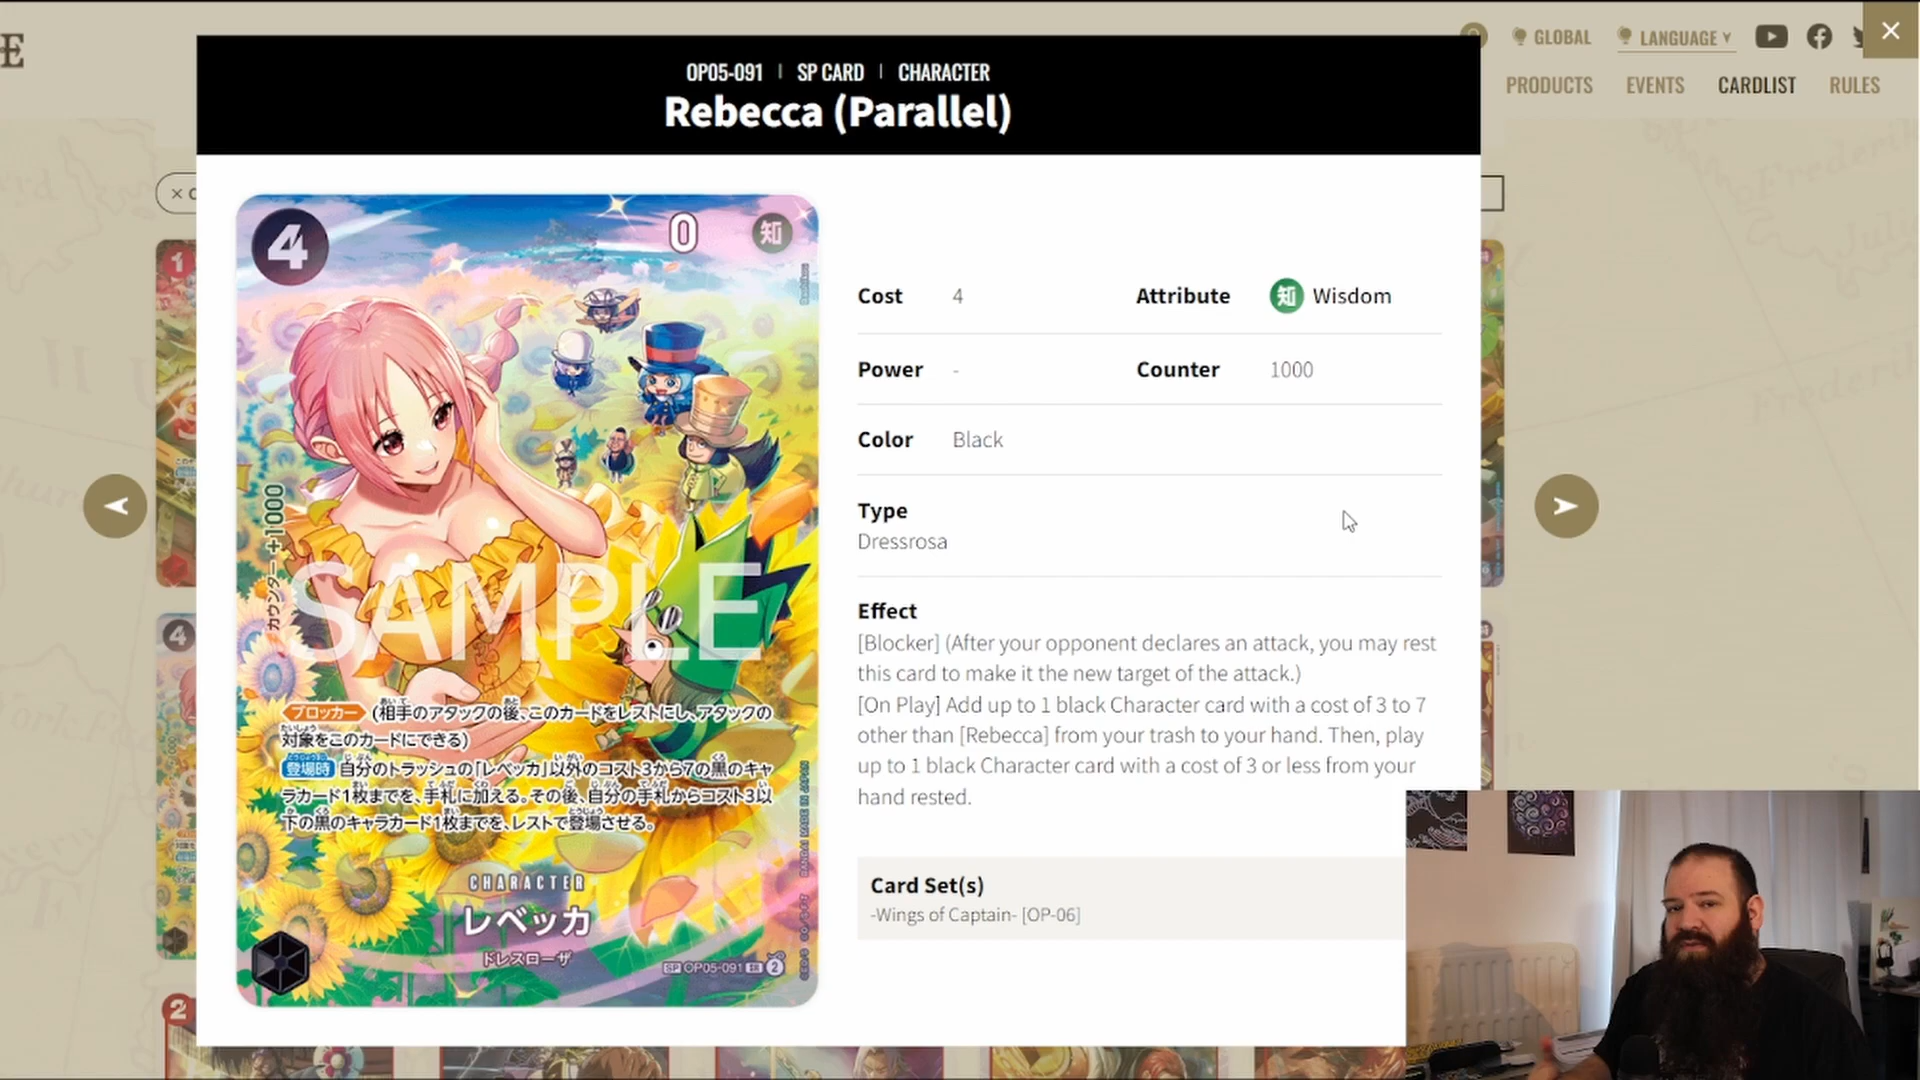 E
GLOBAL
LANGUAGE
PRODUCTS
EVENTS
CARDLIST
RULES
OP05-091 | SP CARD | CHARACTER
Rebecca (Parallel)
4
0
知
カウンター +1000
SAMPLE
ブロッカー (相手のアタックの後、このカードをレストにし、アタックの
対象をこのカードにできる)
登場時 自分のトラッシュの「レベッカ」以外のコスト3から7の黒のキャ
ラカード1枚までを、手札に加える。その後、自分の手札からコスト3以
下の黒のキャラカード1枚までを、レストで登場させる。
CHARACTER
レベッカ
ドレスローザ
SP OP05-091 SR 2
BANDAI MADE IN JAPAN
Cost 4
Attribute 知 Wisdom
Power -
Counter 1000
Color Black
Type
Dressrosa
Effect
[Blocker] (After your opponent declares an attack, you may rest
this card to make it the new target of the attack.)
[On Play] Add up to 1 black Character card with a cost of 3 to 7
other than [Rebecca] from your trash to your hand. Then, play
up to 1 black Character card with a cost of 3 or less from your
hand rested.
Card Set(s)
-Wings of Captain- [OP-06]
1
4
2